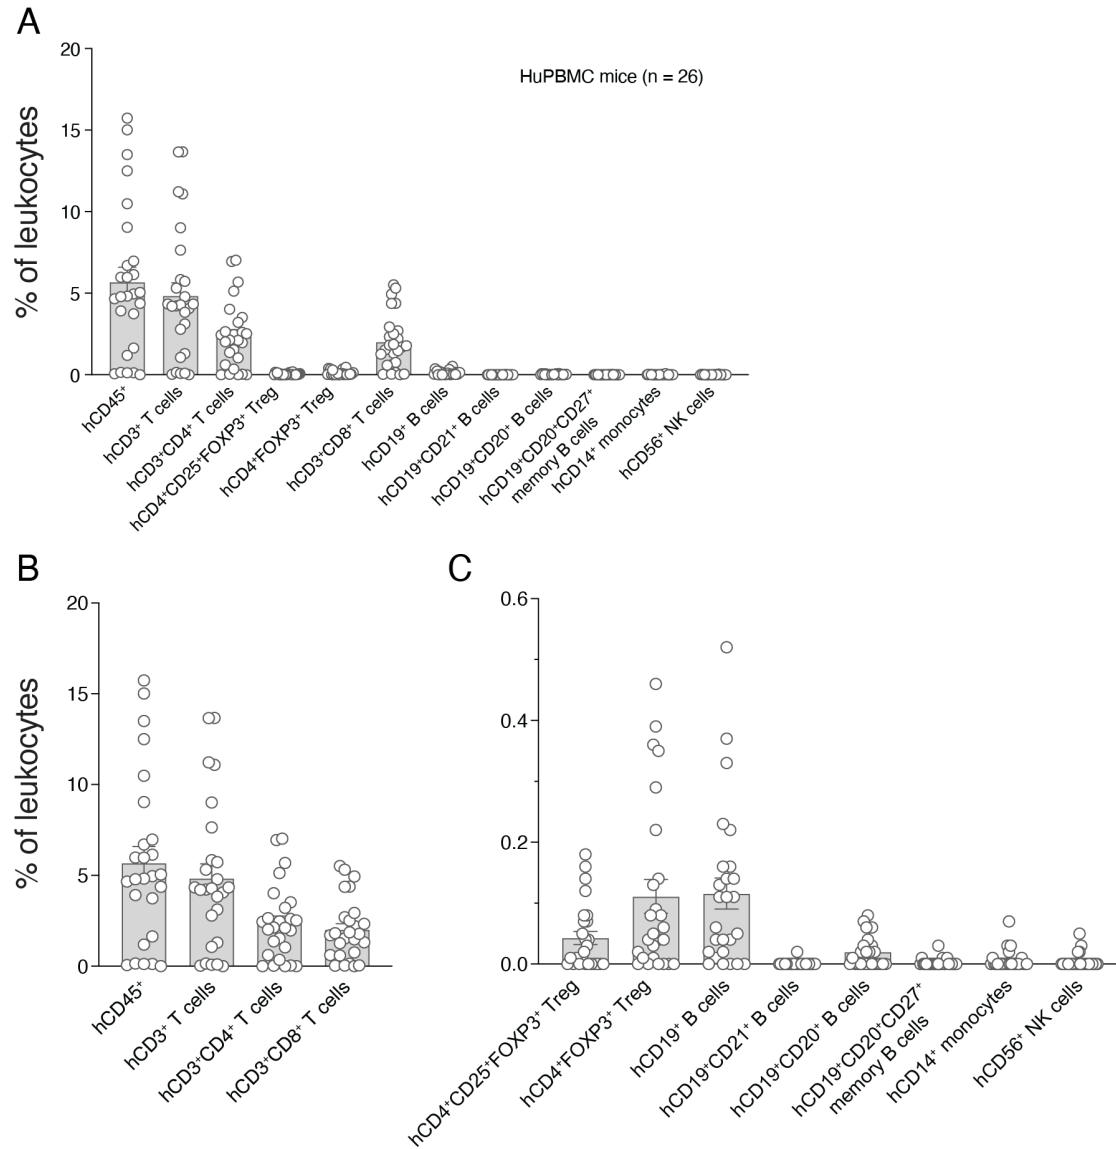 A
20
15
10
5
0
% of leukocytes
HuPBMC mice (n = 26)
hCD45⁺
hCD3⁺ T cells
hCD3⁺CD4⁺ T cells
hCD4⁺CD25⁺FOXP3⁺ Treg
hCD4⁺FOXP3⁺ Treg
hCD3⁺CD8⁺ T cells
hCD19⁺ B cells
hCD19⁺CD21⁺ B cells
hCD19⁺CD20⁺ B cells
hCD19⁺CD20⁺CD27⁺
memory B cells
hCD14⁺ monocytes
hCD56⁺ NK cells
B
20
15
10
5
0
% of leukocytes
hCD45⁺
hCD3⁺ T cells
hCD3⁺CD4⁺ T cells
hCD3⁺CD8⁺ T cells
C
0.6
0.4
0.2
0.0
hCD4⁺CD25⁺FOXP3⁺ Treg
hCD4⁺FOXP3⁺ Treg
hCD19⁺ B cells
hCD19⁺CD21⁺ B cells
hCD19⁺CD20⁺ B cells
hCD19⁺CD20⁺CD27⁺
memory B cells
hCD14⁺ monocytes
hCD56⁺ NK cells